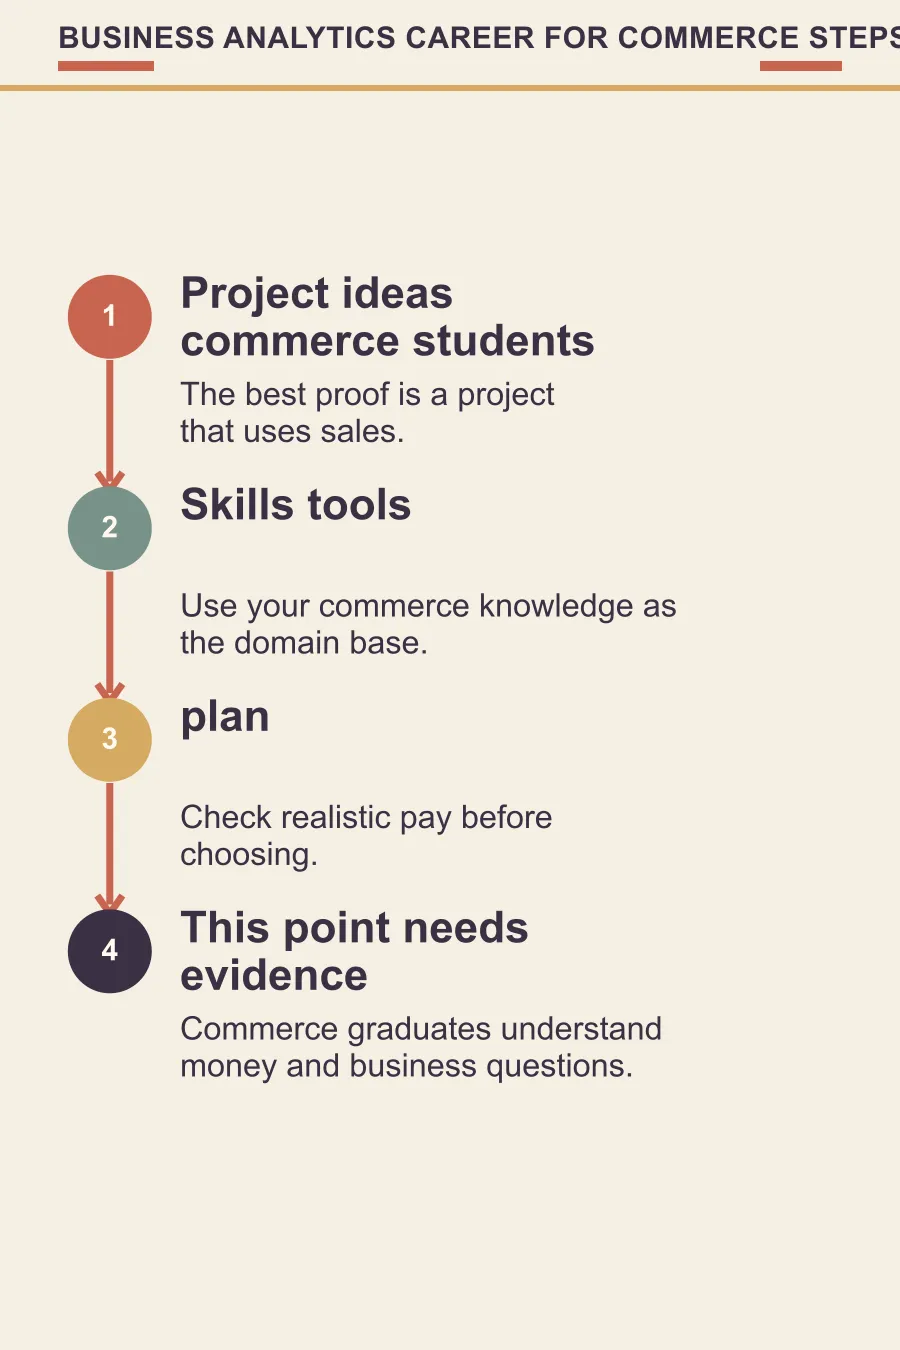 BUSINESS ANALYTICS CAREER FOR COMMERCE STEPS
1
Project ideas
commerce students
The best proof is a project
that uses sales.
2
Skills tools
Use your commerce knowledge as
the domain base.
3
plan
Check realistic pay before
choosing.
4
This point needs
evidence
Commerce graduates understand
money and business questions.